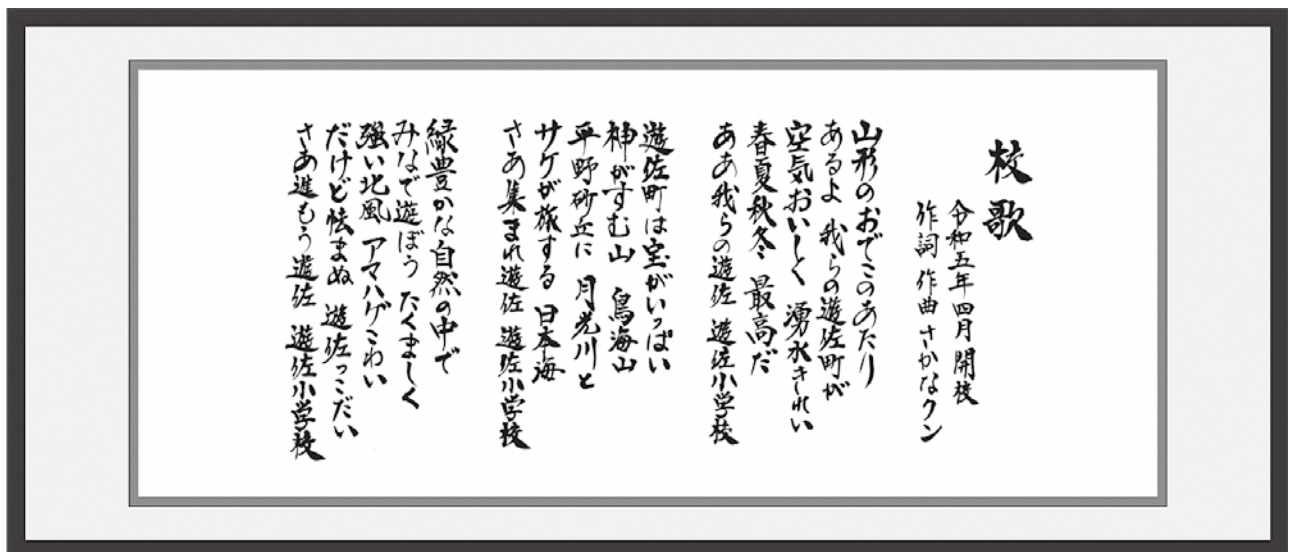 校歌
令和五年四月開校
作詞 作曲 さかなクン
山形のおでこのあたり
あるよ 我らの遊佐町が
空気おいしく 湧水きれい
春夏秋冬 最高だ
ああ我らの遊佐 遊佐小学校
遊佐町は宝がいっぱい
神がすむ山 鳥海山
平野砂丘に 月光川と
サケが旅する 日本海
さあ集まれ遊佐 遊佐小学校
緑豊かな自然の中で
みなで遊ぼう たくましく
強い北風 アマハゲこわい
だけど怯まぬ 遊佐っこだい
さあ進もう遊佐 遊佐小学校